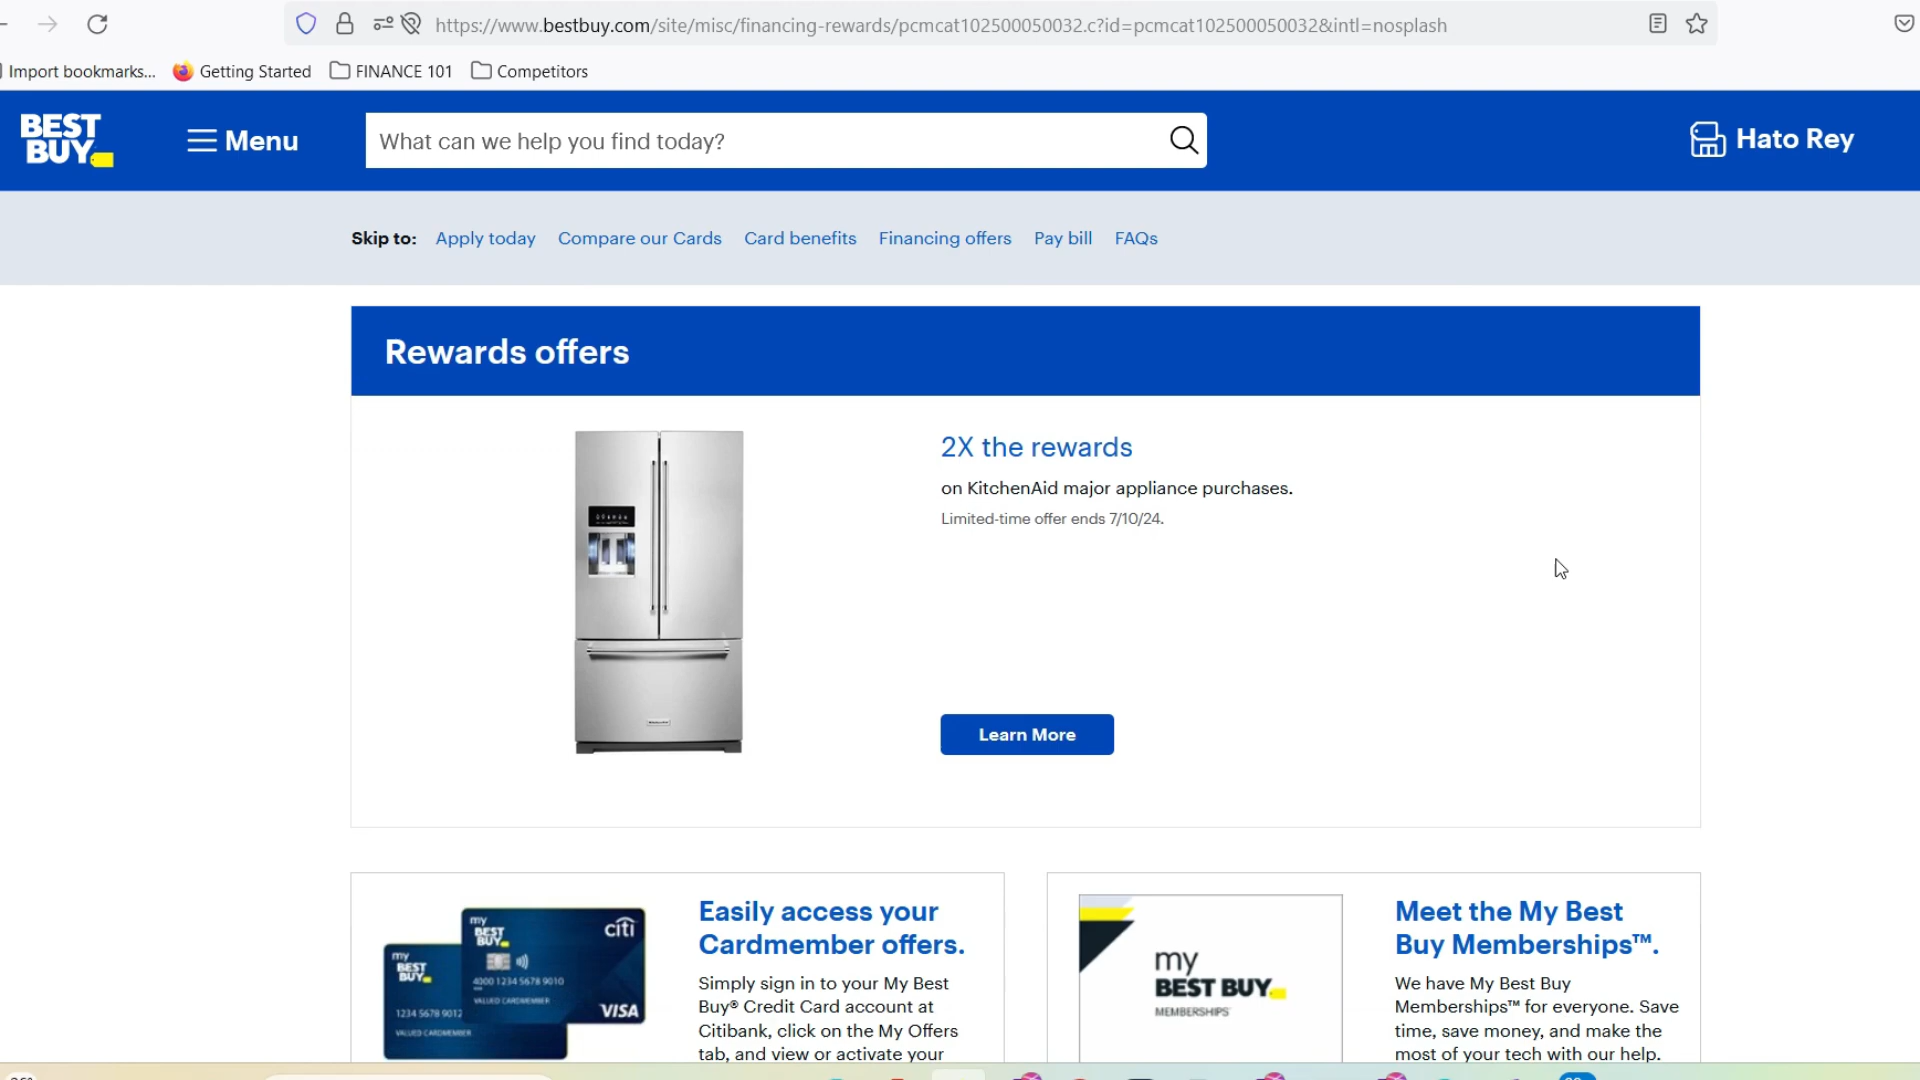 https://www.bestbuy.com/site/misc/financing-rewards/pcmcat102500050032.c?id=pcmcat102500050032&intl=nosplash
Import bookmarks... Getting Started FINANCE 101 Competitors
BEST BUY
Menu
What can we help you find today?
Hato Rey
Skip to: Apply today Compare our Cards Card benefits Financing offers Pay bill FAQs
Rewards offers
2X the rewards
on KitchenAid major appliance purchases.
Limited-time offer ends 7/10/24.
Learn More
my
BEST
BUY
citi
4000 1234 5678 9010
VALUED CARDMEMBER
VISA
my
BEST
BUY
1234 5678 9012
VALUED CARDMEMBER
Easily access your
Cardmember offers.
Simply sign in to your My Best
Buy® Credit Card account at
Citibank, click on the My Offers
tab, and view or activate your
my
BEST BUY
MEMBERSHIPS
Meet the My Best
Buy Memberships™.
We have My Best Buy
Memberships™ for everyone. Save
time, save money, and make the
most of your tech with our help.